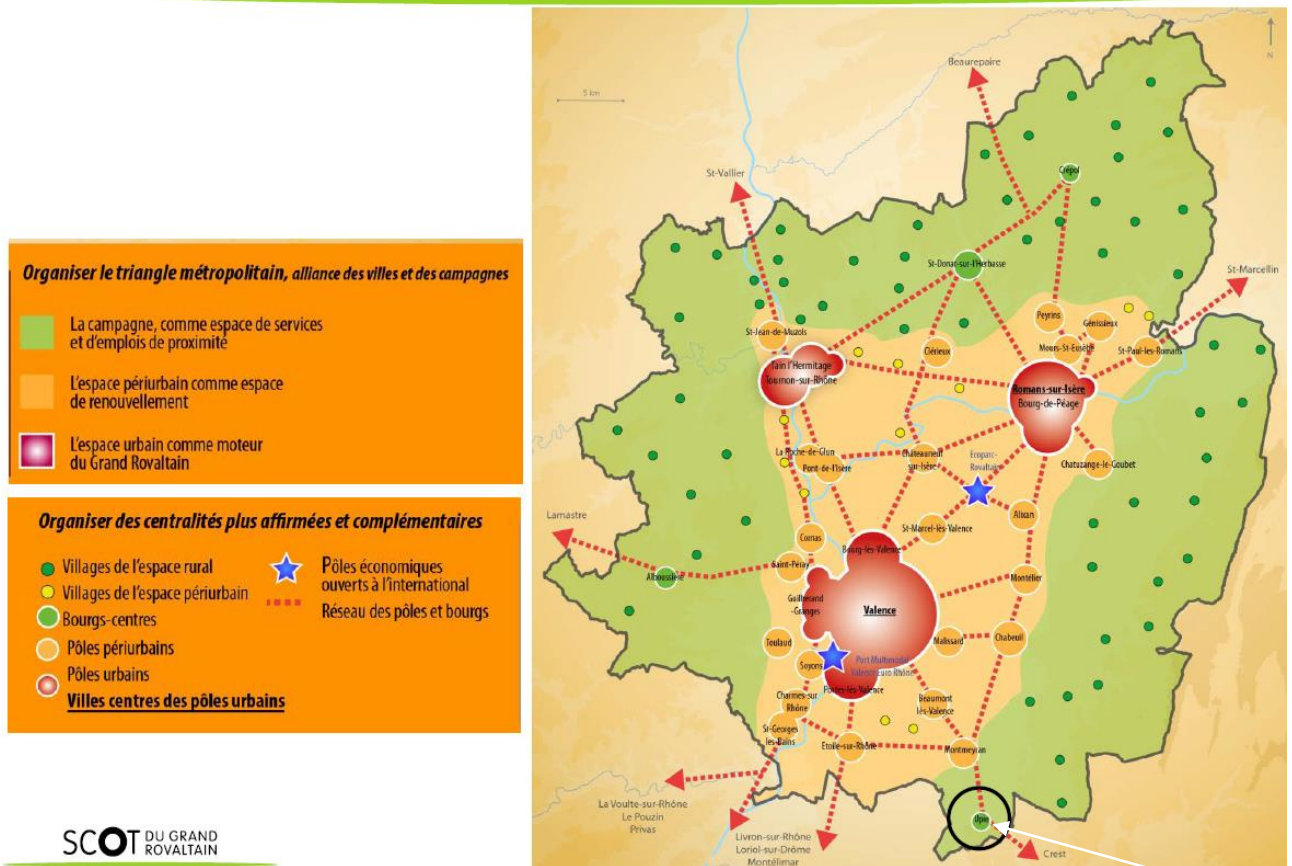 Organiser le triangle métropolitain, alliance des villes et des campagnes
La campagne, comme espace de services
et d'emplois de proximité
L'espace périurbain comme espace
de renouvellement
L'espace urbain comme moteur
du Grand Rovaltain
Organiser des centralités plus affirmées et complémentaires
Villages de l'espace rural
Villages de l'espace périurbain
Bourgs-centres
Pôles périurbains
Pôles urbains
Villes centres des pôles urbains
Pôles économiques
ouverts à l'international
Réseau des pôles et bourgs
SCOT DU GRAND
ROVALTAIN
5 km
N
Beaurepaire
St-Vallier
Crépol
St-Donat-sur-l'Herbasse
St-Marcellin
St-Jean-de-Muzols
Peyrins
Génissieux
Clérieux
Mours-St-Eusèbe
St-Paul-les-Romans
Tain l'Hermitage
Tournon-sur-Rhône
Romans-sur-Isère
Bourg-de-Péage
La Roche-de-Glun
Pont-de-l'Isère
Châteauneuf
sur-Isère
Ecoparc-
Rovaltain
Chatuzange-le-Goubet
Lamastre
Alixan
St-Marcel-lès-Valence
Cornas
Bourg-lès-Valence
Saint-Péray
Alboussière
Montélier
Guilherand
-Granges
Valence
Toulaud
Malissard
Chabeuil
Soyons
Port Multimodal
Valence Euro Rhône
Portes-lès-Valence
Charmes-sur
Rhône
Beaumont
lès-Valence
St-Georges
les-Bains
Etoile-sur-Rhône
Montmeyran
La Voulte-sur-Rhône
Le Pouzin
Privas
Livron-sur-Rhône
Loriol-sur-Drôme
Montélimar
Upie
Crest